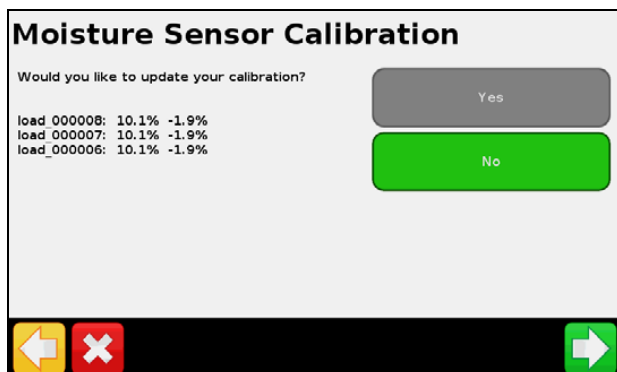 Moisture Sensor Calibration
Would you like to update your calibration?
load_000008: 10.1% -1.9%
load_000007: 10.1% -1.9%
load_000006: 10.1% -1.9%
Yes
No